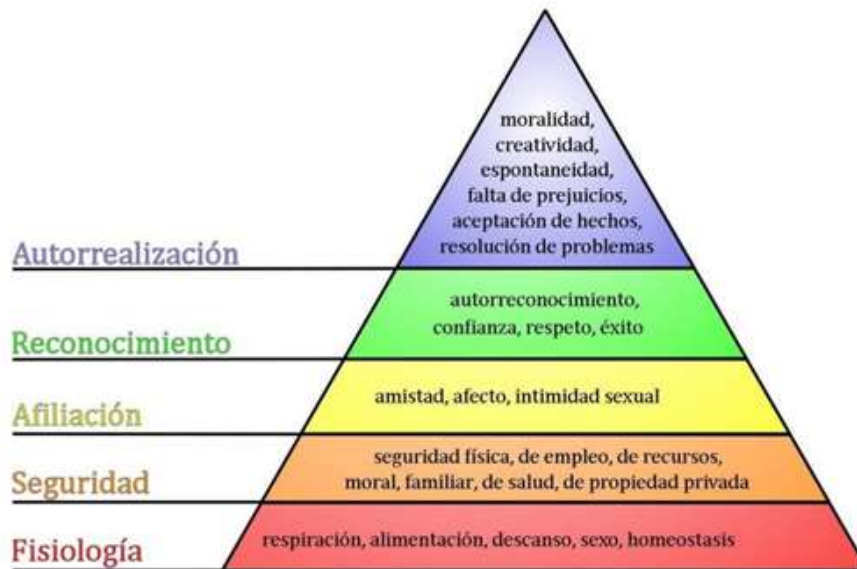 moralidad,
creatividad,
espontaneidad,
falta de prejuicios,
aceptación de hechos,
resolución de problemas
Autorrealización
autorreconocimiento,
confianza, respeto, éxito
Reconocimiento
amistad, afecto, intimidad sexual
Afiliación
seguridad física, de empleo, de recursos,
moral, familiar, de salud, de propiedad privada
Seguridad
respiración, alimentación, descanso, sexo, homeostasis
Fisiología